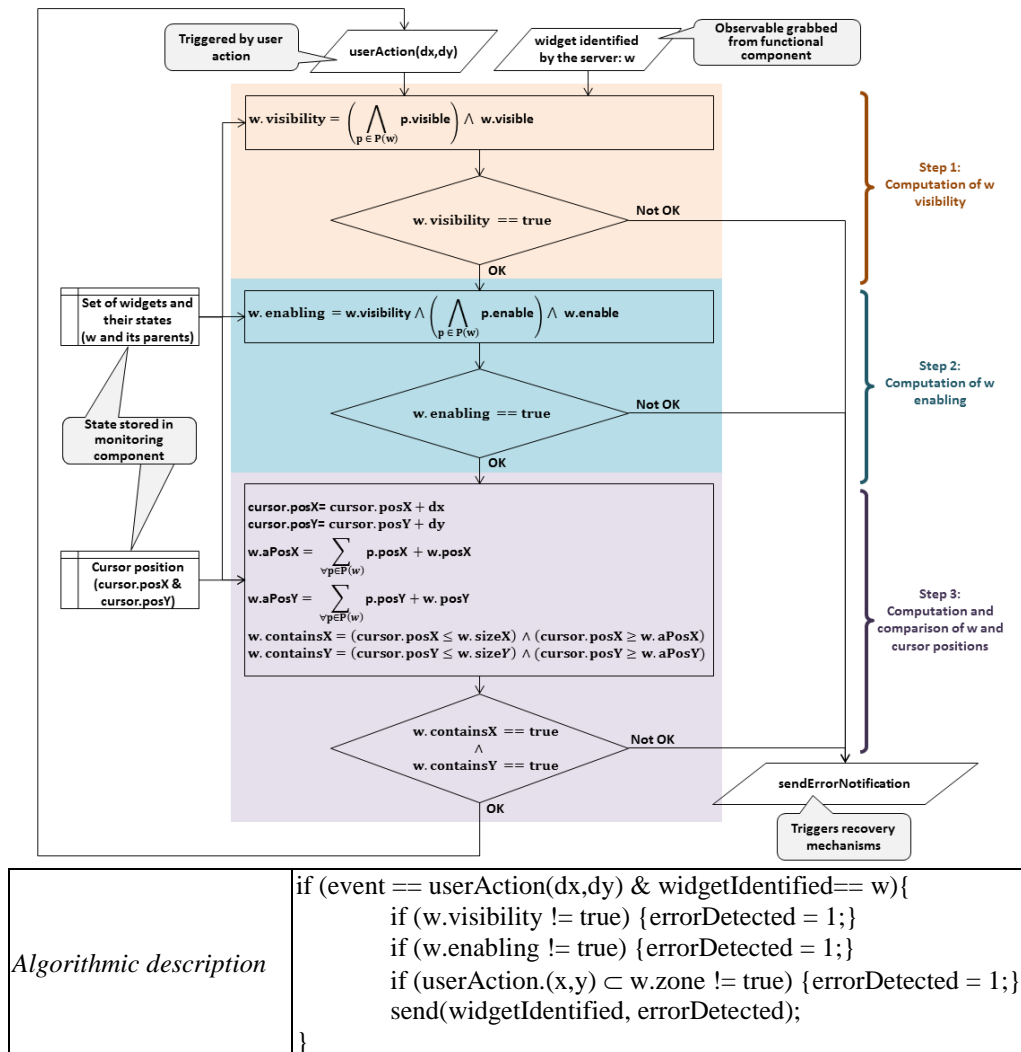 Triggered by user
action
userAction(dx,dy)
widget identified
by the server: w
Observable grabbed
from functional
component
w.visibility = (⋀ p∈P(w) p.visible) ∧ w.visible
Step 1:
Computation of w
visibility
w.visibility == true
Not OK
OK
Set of widgets and
their states
(w and its parents)
w.enabling = w.visibility ∧ (⋀ p∈P(w) p.enable) ∧ w.enable
Step 2:
Computation of w
enabling
w.enabling == true
Not OK
OK
State stored in
monitoring
component
Cursor position
(cursor.posX &
cursor.posY)
cursor.posX= cursor.posX + dx
cursor.posY= cursor.posY + dy
w.aPosX = ∑ ∀p∈P(w) p.posX + w.posX
w.aPosY = ∑ ∀p∈P(w) p.posY + w.posY
w.containsX = (cursor.posX ≤ w.sizeX) ∧ (cursor.posX ≥ w.aPosX)
w.containsY = (cursor.posY ≤ w.sizeY) ∧ (cursor.posY ≥ w.aPosY)
Step 3:
Computation and
comparison of w and
cursor positions
w.containsX == true
∧
w.containsY == true
Not OK
OK
sendErrorNotification
Triggers recovery
mechanisms
Algorithmic description
if (event == userAction(dx,dy) & widgetIdentified== w){
if (w.visibility != true) {errorDetected = 1;}
if (w.enabling != true) {errorDetected = 1;}
if (userAction.(x,y) ⊂ w.zone != true) {errorDetected = 1;}
send(widgetIdentified, errorDetected);
}